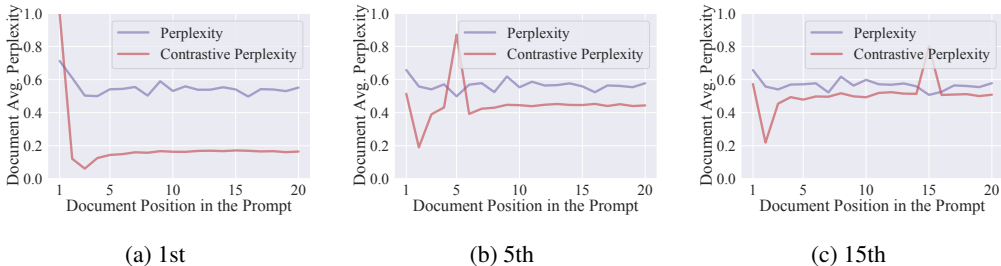 Document Avg. Perplexity
1.0
0.8
0.6
0.4
0.2
0.0
Perplexity
Contrastive Perplexity
1 5 10 15 20
Document Position in the Prompt
(a) 1st
Document Avg. Perplexity
1.0
0.8
0.6
0.4
0.2
0.0
Perplexity
Contrastive Perplexity
1 5 10 15 20
Document Position in the Prompt
(b) 5th
Document Avg. Perplexity
1.0
0.8
0.6
0.4
0.2
0.0
Perplexity
Contrastive Perplexity
1 5 10 15 20
Document Position in the Prompt
(c) 15th